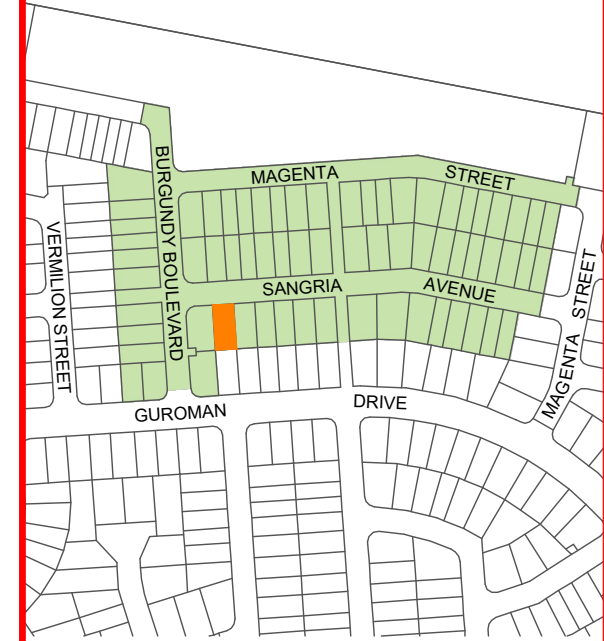 MAGENTA STREET
BURGUNDY BOULEVARD
VERMILION STREET
SANGRIA AVENUE
MAGENTA STREET
GUROMAN DRIVE